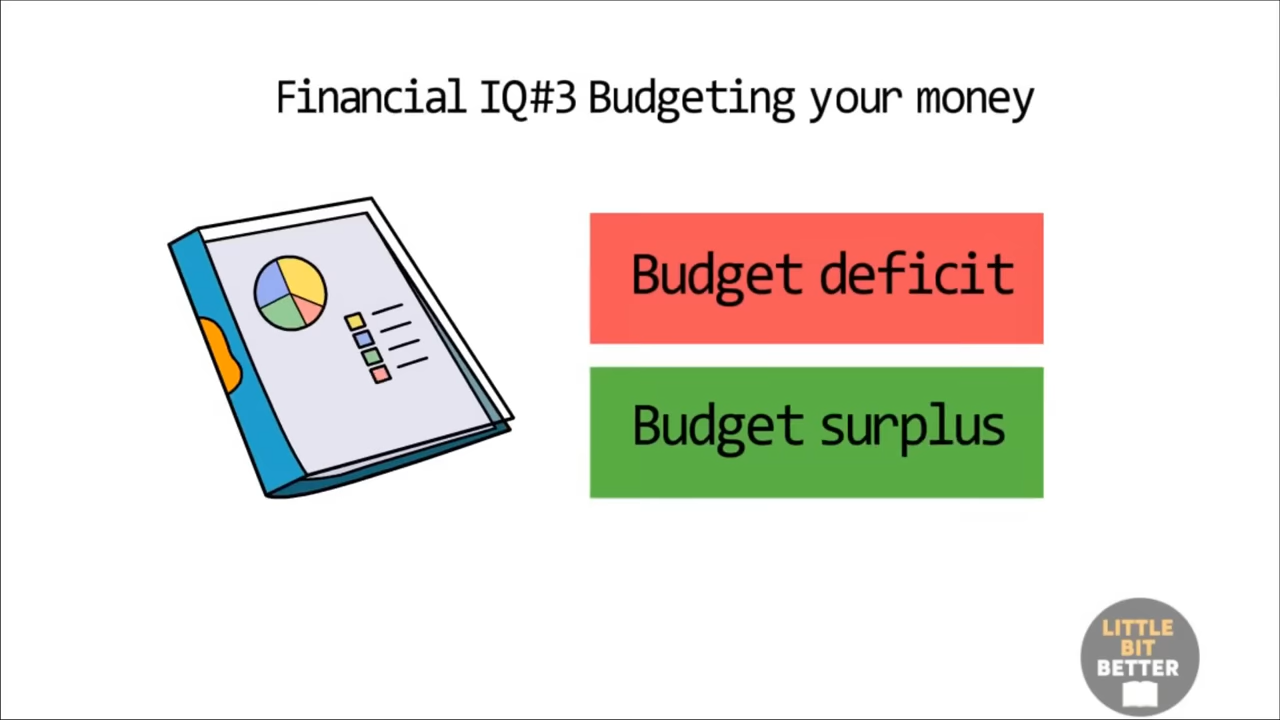 Financial IQ#3 Budgeting your money
Budget deficit
Budget surplus
LITTLE
BIT
BETTER